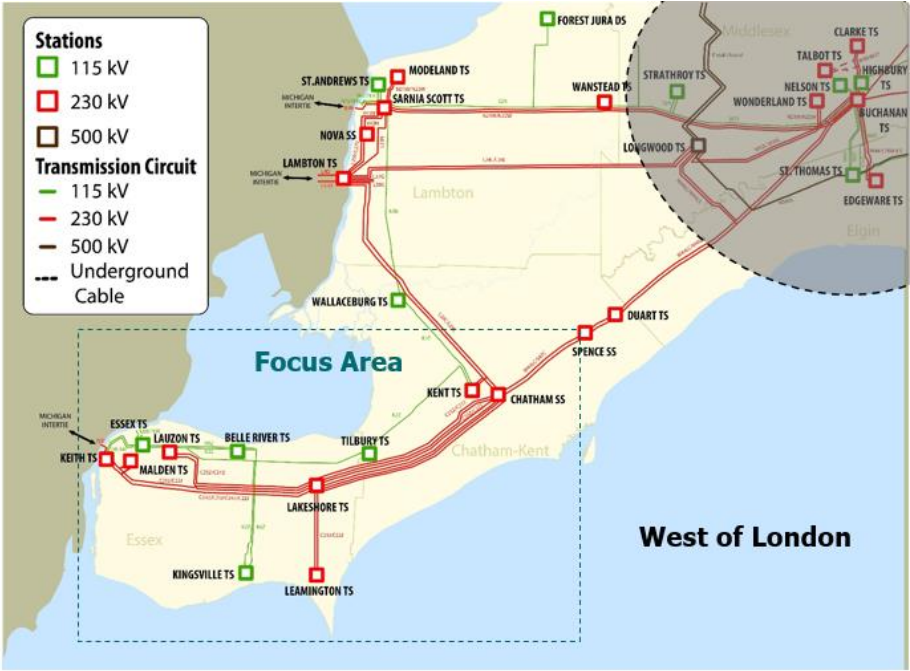 Stations
115 kV
230 kV
500 kV
Transmission Circuit
115 kV
230 kV
500 kV
Underground
Cable
FOREST JURA DS
Middlesex
CLARKE TS
TALBOT TS
HIGHBURY
TS
NELSON TS
STRATHROY TS
WONDERLAND TS
BUCHANAN
TS
MODELAND TS
ST.ANDREWS TS
MICHIGAN
INTERTIE
SARNIA SCOTT TS
WANSTEAD TS
NOVA SS
LONGWOOD TS
LAMBTON TS
MICHIGAN
INTERTIE
ST. THOMAS TS
EDGEWARE TS
Lambton
Elgin
WALLACEBURG TS
DUART TS
SPENCE SS
Focus Area
KENT TS
CHATHAM SS
MICHIGAN
INTERTIE
ESSEX TS
LAUZON TS
BELLE RIVER TS
TILBURY TS
KEITH TS
MALDEN TS
Chatham-Kent
LAKESHORE TS
West of London
Essex
KINGSVILLE TS
LEAMINGTON TS